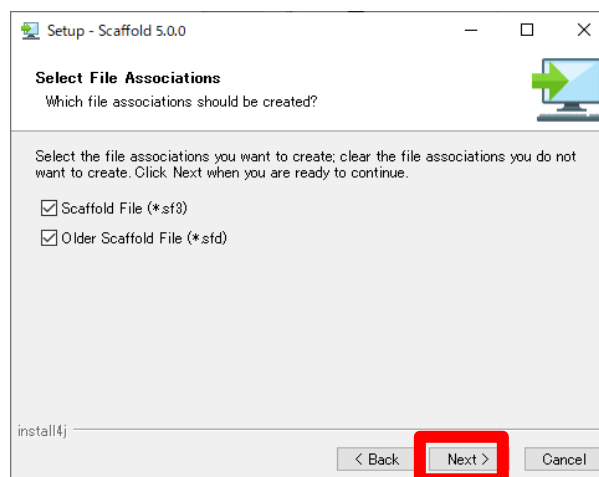 Setup - Scaffold 5.0.0
Select File Associations
Which file associations should be created?
Select the file associations you want to create; clear the file associations you do not
want to create. Click Next when you are ready to continue.
Scaffold File (*.sf3)
Older Scaffold File (*.sfd)
install4j
< Back
Next >
Cancel